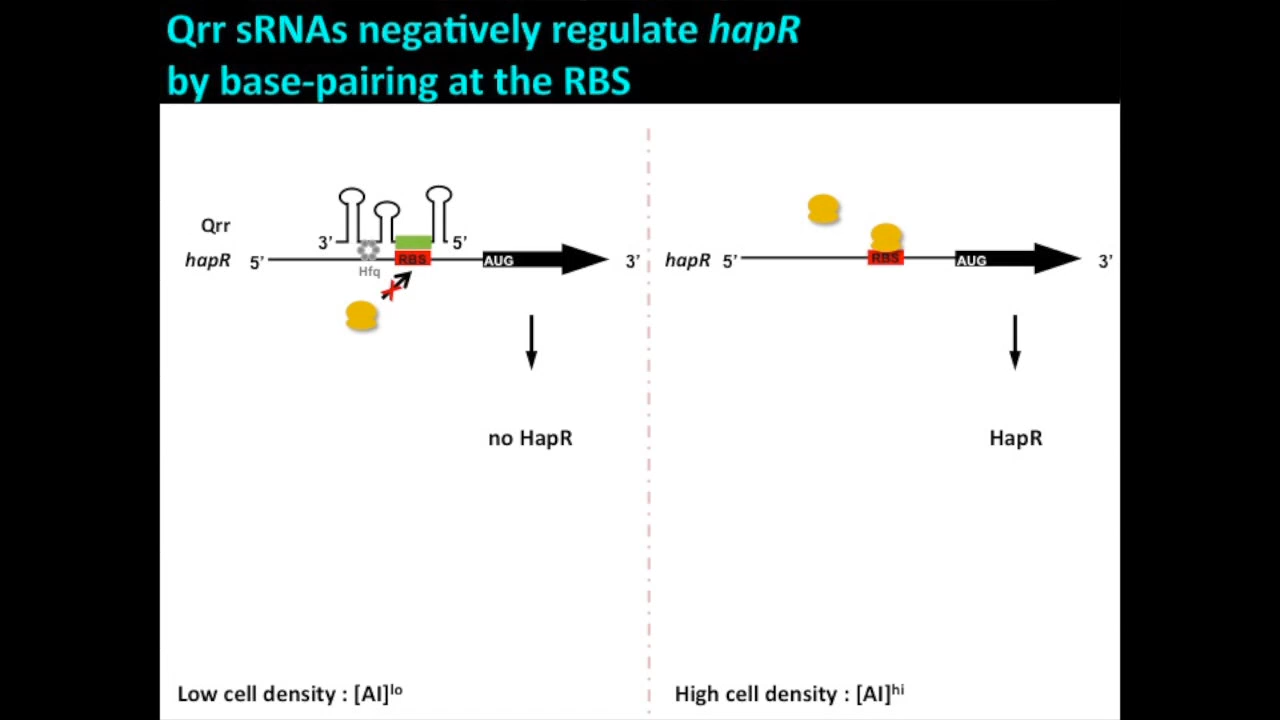 Qrr sRNAs negatively regulate hapR
by base-pairing at the RBS
Qrr
3’ 5’
hapR 5’ RBS AUG 3’
Hfq
no HapR
Low cell density : [AI]lo
hapR 5’ RBS AUG 3’
HapR
High cell density : [AI]hi